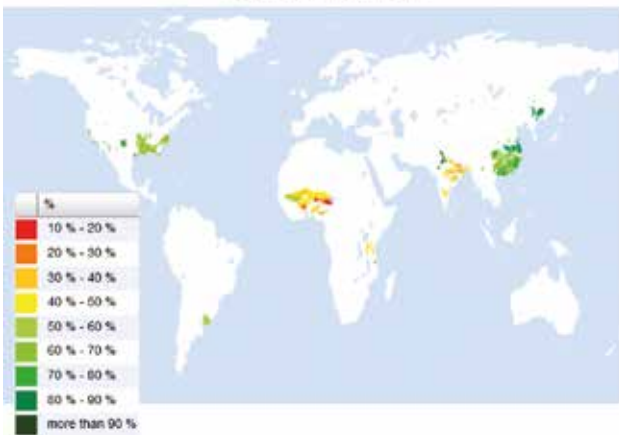 %
10 % - 20 %
20 % - 30 %
30 % - 40 %
40 % - 50 %
50 % - 60 %
60 % - 70 %
70 % - 80 %
80 % - 90 %
more than 90 %